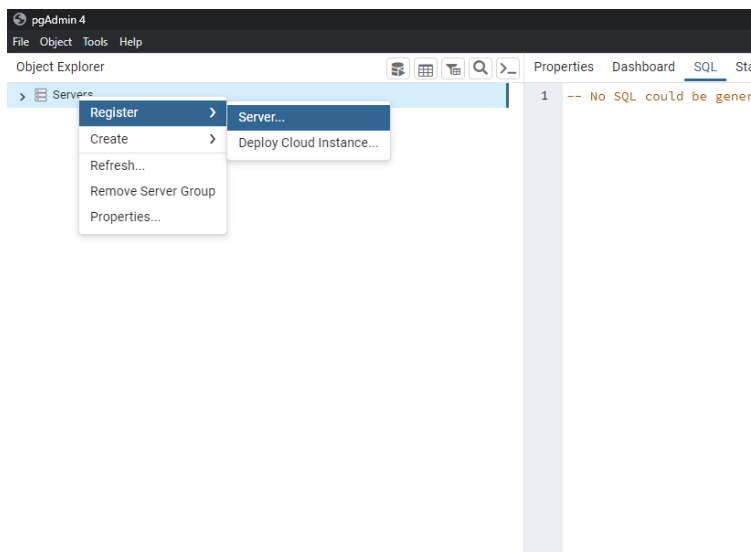 pgAdmin 4
File Object Tools Help
Object Explorer
Properties Dashboard SQL
Servers
1 -- No SQL could be
Register
Server...
Create
Deploy Cloud Instance...
Refresh...
Remove Server Group
Properties...